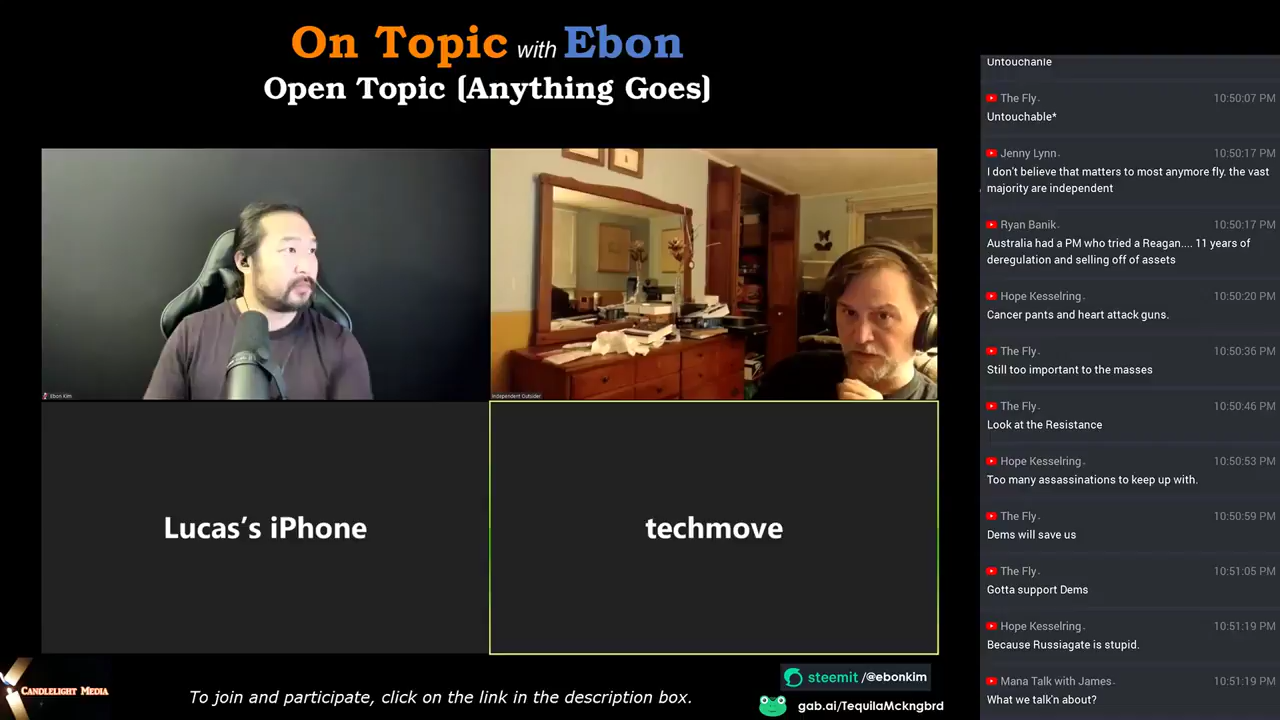 On Topic with Ebon
Open Topic (Anything Goes)
Ebon Kim
Independent Outsider
Lucas's iPhone
techmove
CANDLELIGHT MEDIA
To join and participate, click on the link in the description box.
steemit /@ebonkim
gab.ai/TequilaMckngbrd
Untouchanle
The Fly. 10:50:07 PM
Untouchable*
Jenny Lynn. 10:50:17 PM
I don't believe that matters to most anymore fly. the vast
majority are independent
Ryan Banik. 10:50:17 PM
Australia had a PM who tried a Reagan.... 11 years of
deregulation and selling off of assets
Hope Kesselring. 10:50:20 PM
Cancer pants and heart attack guns.
The Fly. 10:50:36 PM
Still too important to the masses
The Fly. 10:50:46 PM
Look at the Resistance
Hope Kesselring. 10:50:53 PM
Too many assassinations to keep up with.
The Fly. 10:50:59 PM
Dems will save us
The Fly. 10:51:05 PM
Gotta support Dems
Hope Kesselring. 10:51:19 PM
Because Russiagate is stupid.
Mana Talk with James. 10:51:19 PM
What we talk'n about?